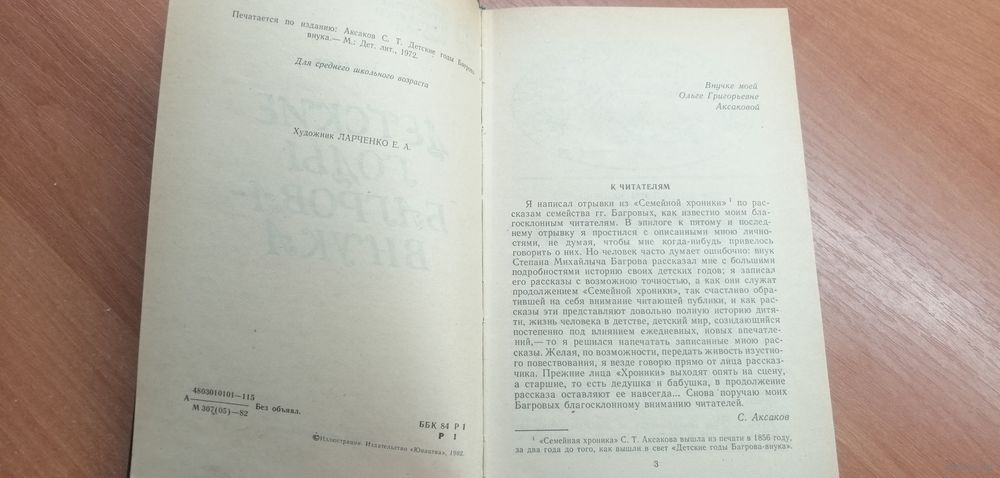 Печатается по изданию: Аксаков С. Т. Детские годы Багрова-
внука.— М.: Дет. лит., 1972.
Для среднего школьного возраста
Художник ЛАРЧЕНКО Е. А.
4803010101—115
А
М 307(05)—82
Без объявл.
ББК 84 Р 1
Р 1
©Иллюстрации. Издательство «Юнацтва», 1982.
Внучке моей
Ольге Григорьевне
Аксаковой
К ЧИТАТЕЛЯМ
Я написал отрывки из «Семейной хроники» 1 по рас-
сказам семейства гг. Багровых, как известно моим бла-
госклонным читателям. В эпилоге к пятому и послед-
нему отрывку я простился с описанными мною лично-
стями, не думая, чтобы мне когда-нибудь привелось
говорить о них. Но человек часто думает ошибочно: внук
Степана Михайлыча Багрова рассказал мне с большими
подробностями историю своих детских годов; я записал
его рассказы с возможною точностью, а как они служат
продолжением «Семейной хроники», так счастливо обра-
тившей на себя внимание читающей публики, и как рас-
сказы эти представляют довольно полную историю дитя-
ти, жизнь человека в детстве, детский мир, созидающийся
постепенно под влиянием ежедневных, новых впечатле-
ний,— то я решился напечатать записанные мною рас-
сказы. Желая, по возможности, передать живость изустно-
го повествования, я везде говорю прямо от лица рассказ-
чика. Прежние лица «Хроники» выходят опять на сцену,
а старшие, то есть дедушка и бабушка, в продолжение
рассказа оставляют ее навсегда... Снова поручаю моих
Багровых благосклонному вниманию читателей.
С. Аксаков
1 «Семейная хроника» С. Т. Аксакова вышла из печати в 1856 году,
за два года до того, как вышли в свет «Детские годы Багрова-внука».
3